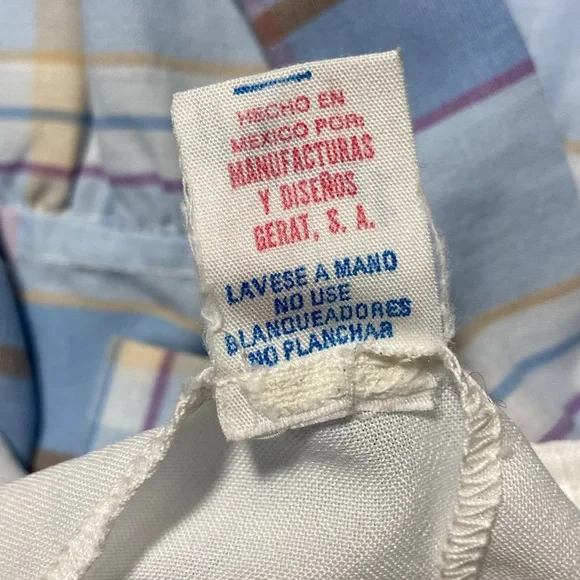 HECHO EN
MEXICO POR:
MANUFACTURAS
Y DISEÑOS
GERAT, S. A.
LAVESE A MANO
NO USE
BLANQUEADORES
NO PLANCHAR